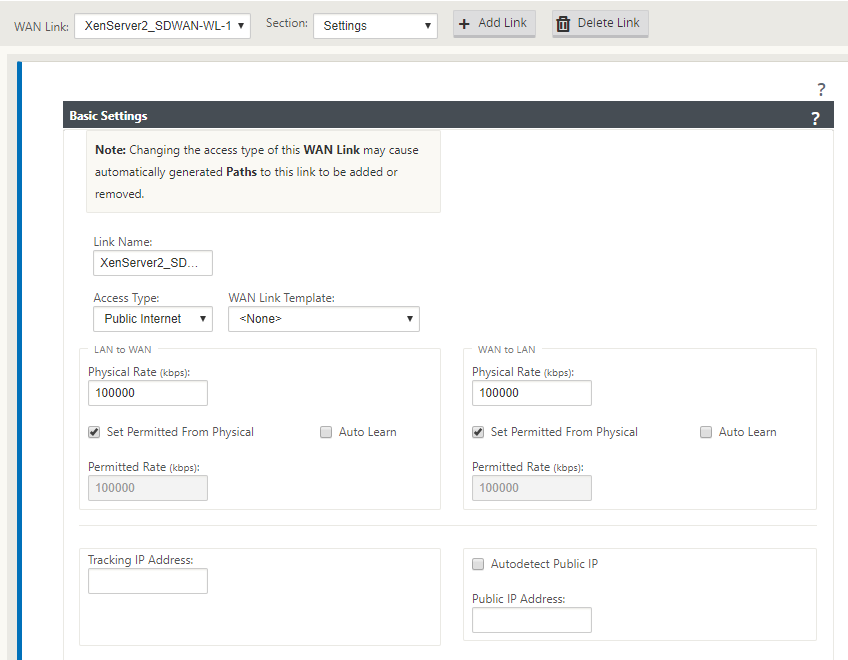 WAN Link: XenServer2_SDWAN-WL-1 Section: Settings + Add Link Delete Link
?
Basic Settings ?
Note: Changing the access type of this WAN Link may cause
automatically generated Paths to this link to be added or
removed.
Link Name:
XenServer2_SD...
Access Type: WAN Link Template:
Public Internet <None>
LAN to WAN
Physical Rate (kbps):
100000
Set Permitted From Physical Auto Learn
Permitted Rate (kbps):
100000
WAN to LAN
Physical Rate (kbps):
100000
Set Permitted From Physical Auto Learn
Permitted Rate (kbps):
100000
Tracking IP Address:
Autodetect Public IP
Public IP Address: